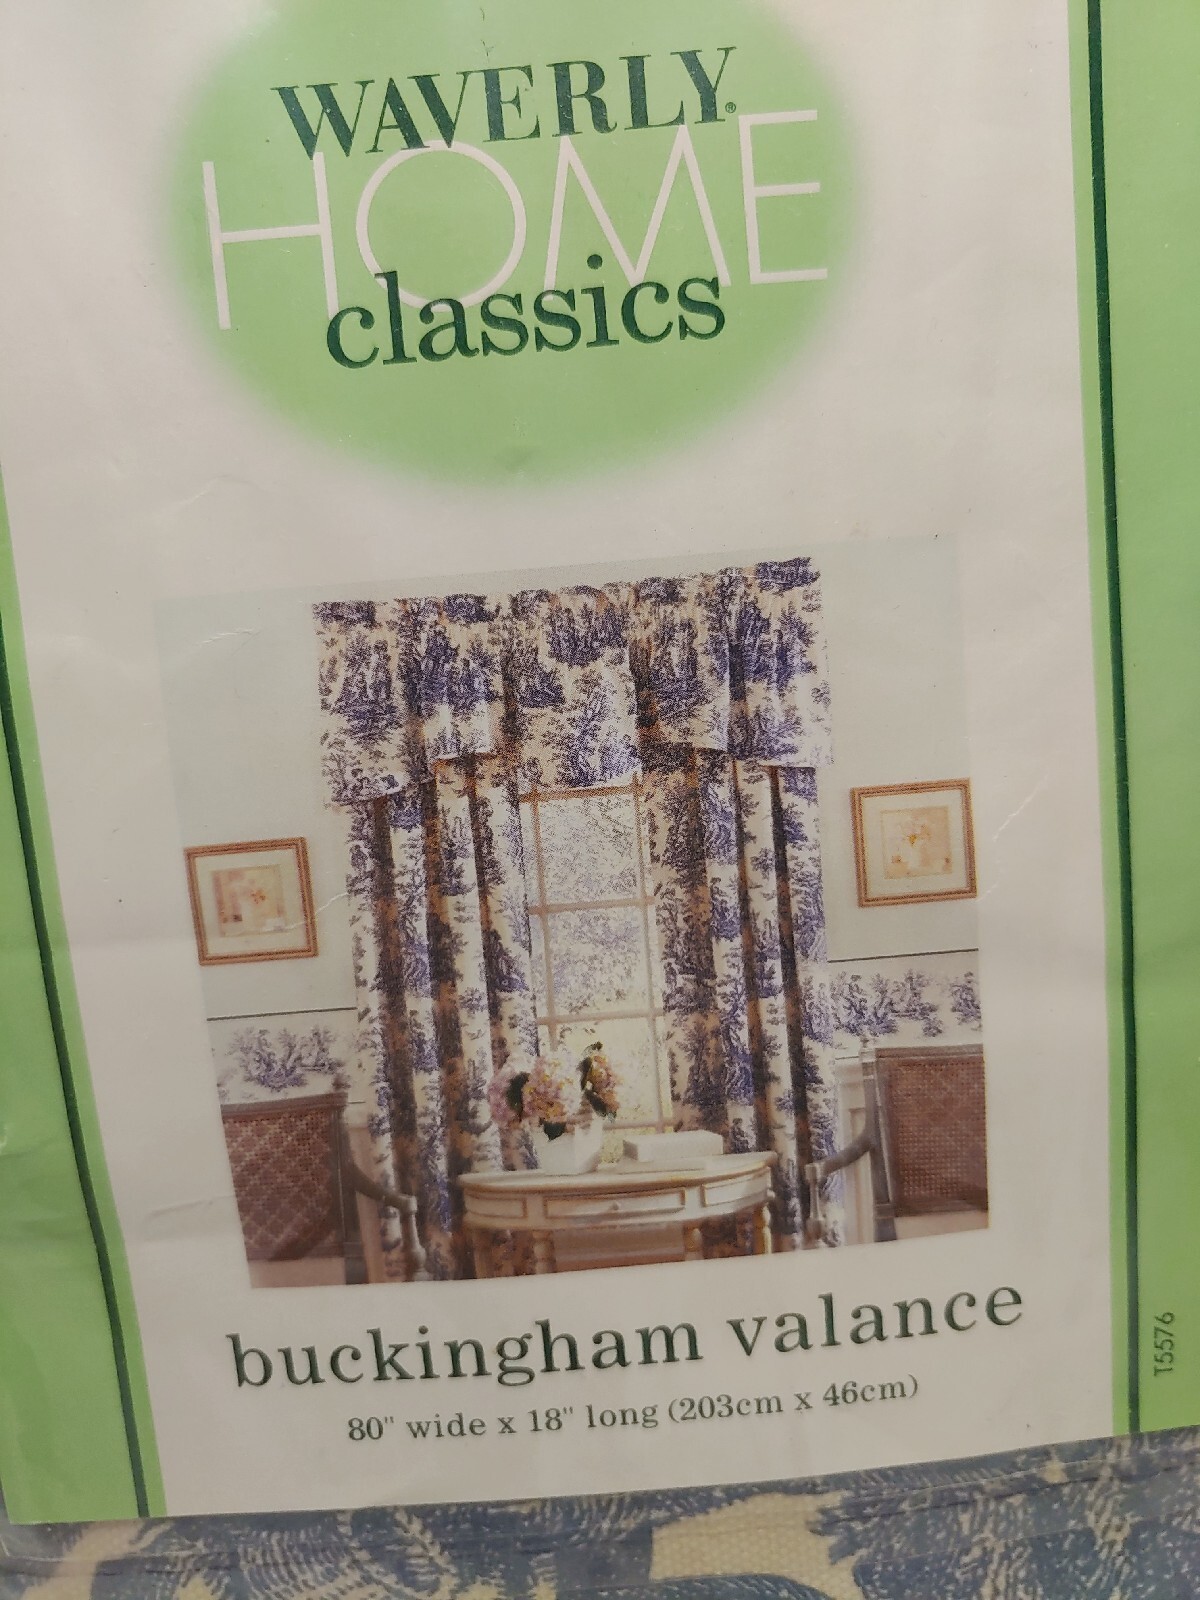 WAVERLY®
HOME
classics
buckingham valance
80" wide x 18" long (203cm x 46cm)
T5576